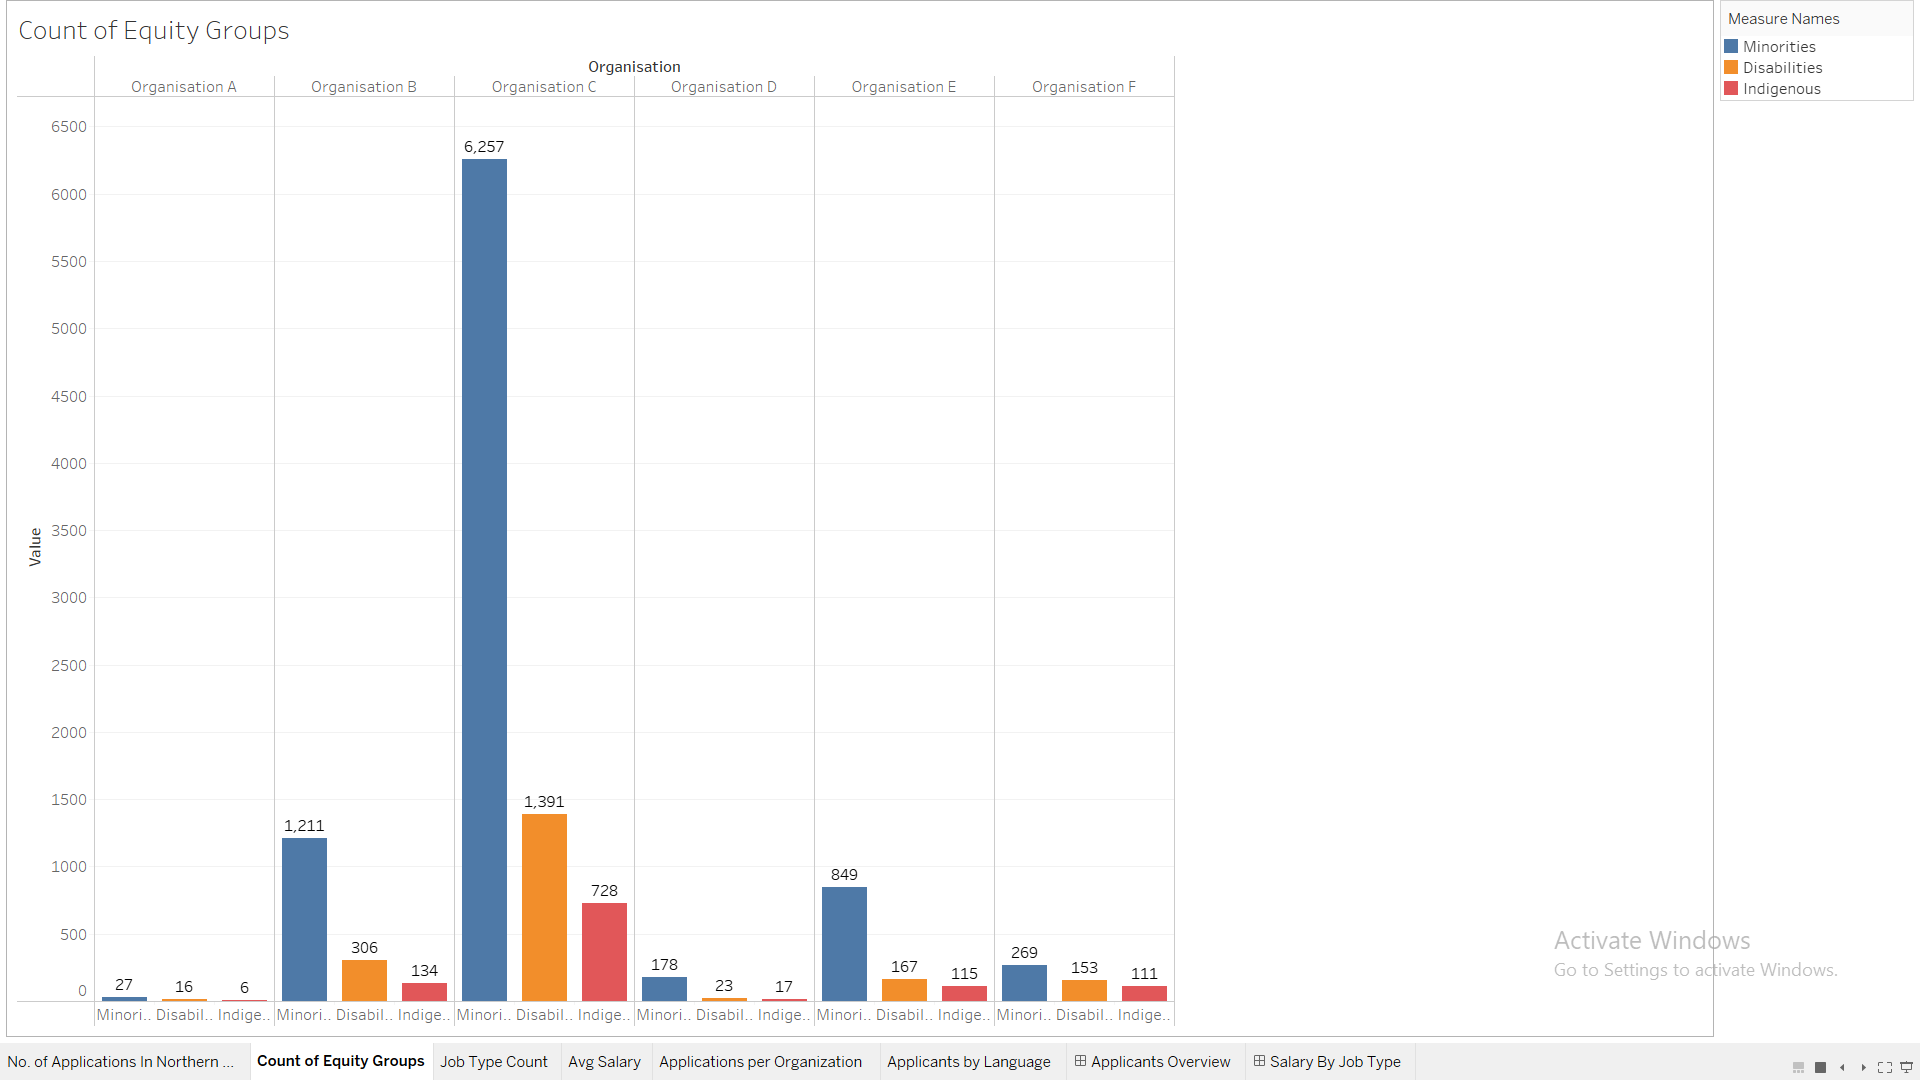 Count of Equity Groups
Measure Names
Minorities
Disabilities
Indigenous
Organisation
Organisation A Organisation B Organisation C Organisation D Organisation E Organisation F
6500
6000
5500
5000
4500
4000
3500
3000
2500
2000
1500
1000
500
0
Value
27 16 6
1,211 306 134
6,257 1,391 728
178 23 17
849 167 115
269 153 111
Minori.. Disabil.. Indige.. Minori.. Disabil.. Indige.. Minori.. Disabil.. Indige.. Minori.. Disabil.. Indige.. Minori.. Disabil.. Indige.. Minori.. Disabil.. Indige..
Activate Windows
Go to Settings to activate Windows.
No. of Applications In Northern ... Count of Equity Groups Job Type Count Avg Salary Applications per Organization Applicants by Language Applicants Overview Salary By Job Type